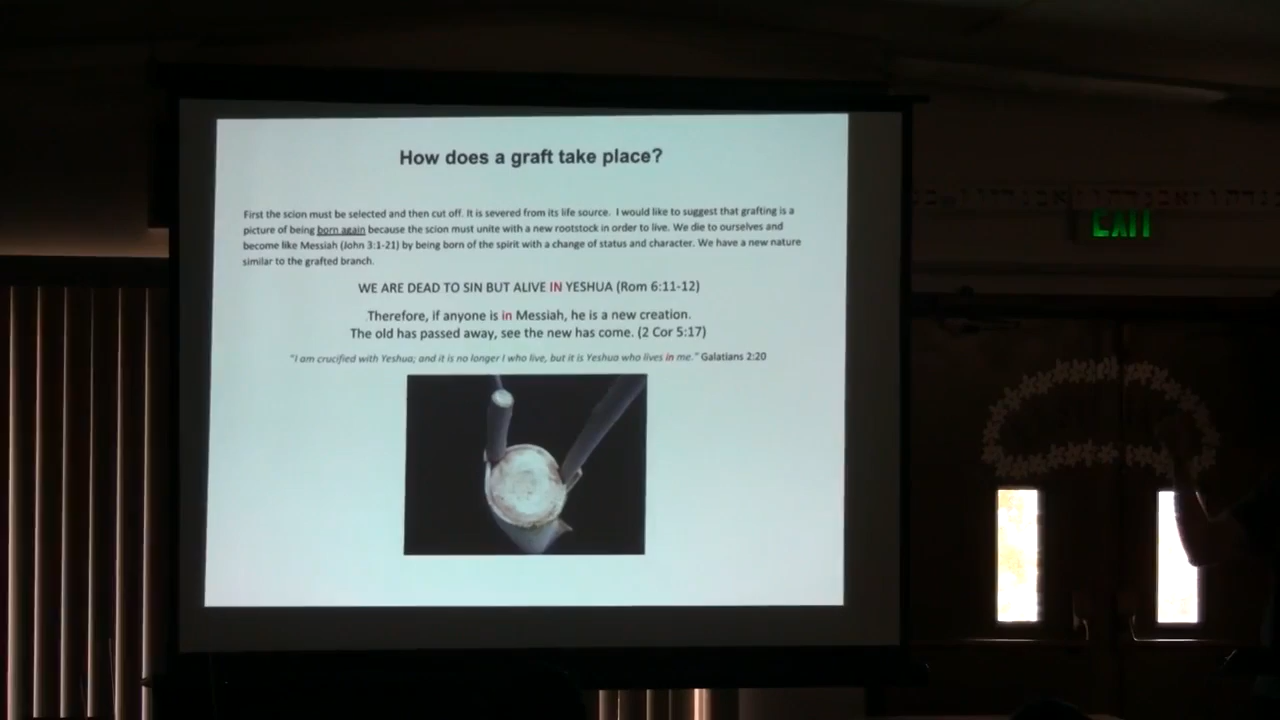 How does a graft take place?
First the scion must be selected and then cut off. It is severed from its life source. I would like to suggest that grafting is a
picture of being born again because the scion must unite with a new rootstock in order to live. We die to ourselves and
become like Messiah (John 3:1-21) by being born of the spirit with a change of status and character. We have a new nature
similar to the grafted branch.
WE ARE DEAD TO SIN BUT ALIVE IN YESHUA (Rom 6:11-12)
Therefore, if anyone is in Messiah, he is a new creation.
The old has passed away, see the new has come. (2 Cor 5:17)
"I am crucified with Yeshua; and it is no longer I who live, but it is Yeshua who lives in me." Galatians 2:20
EXIT